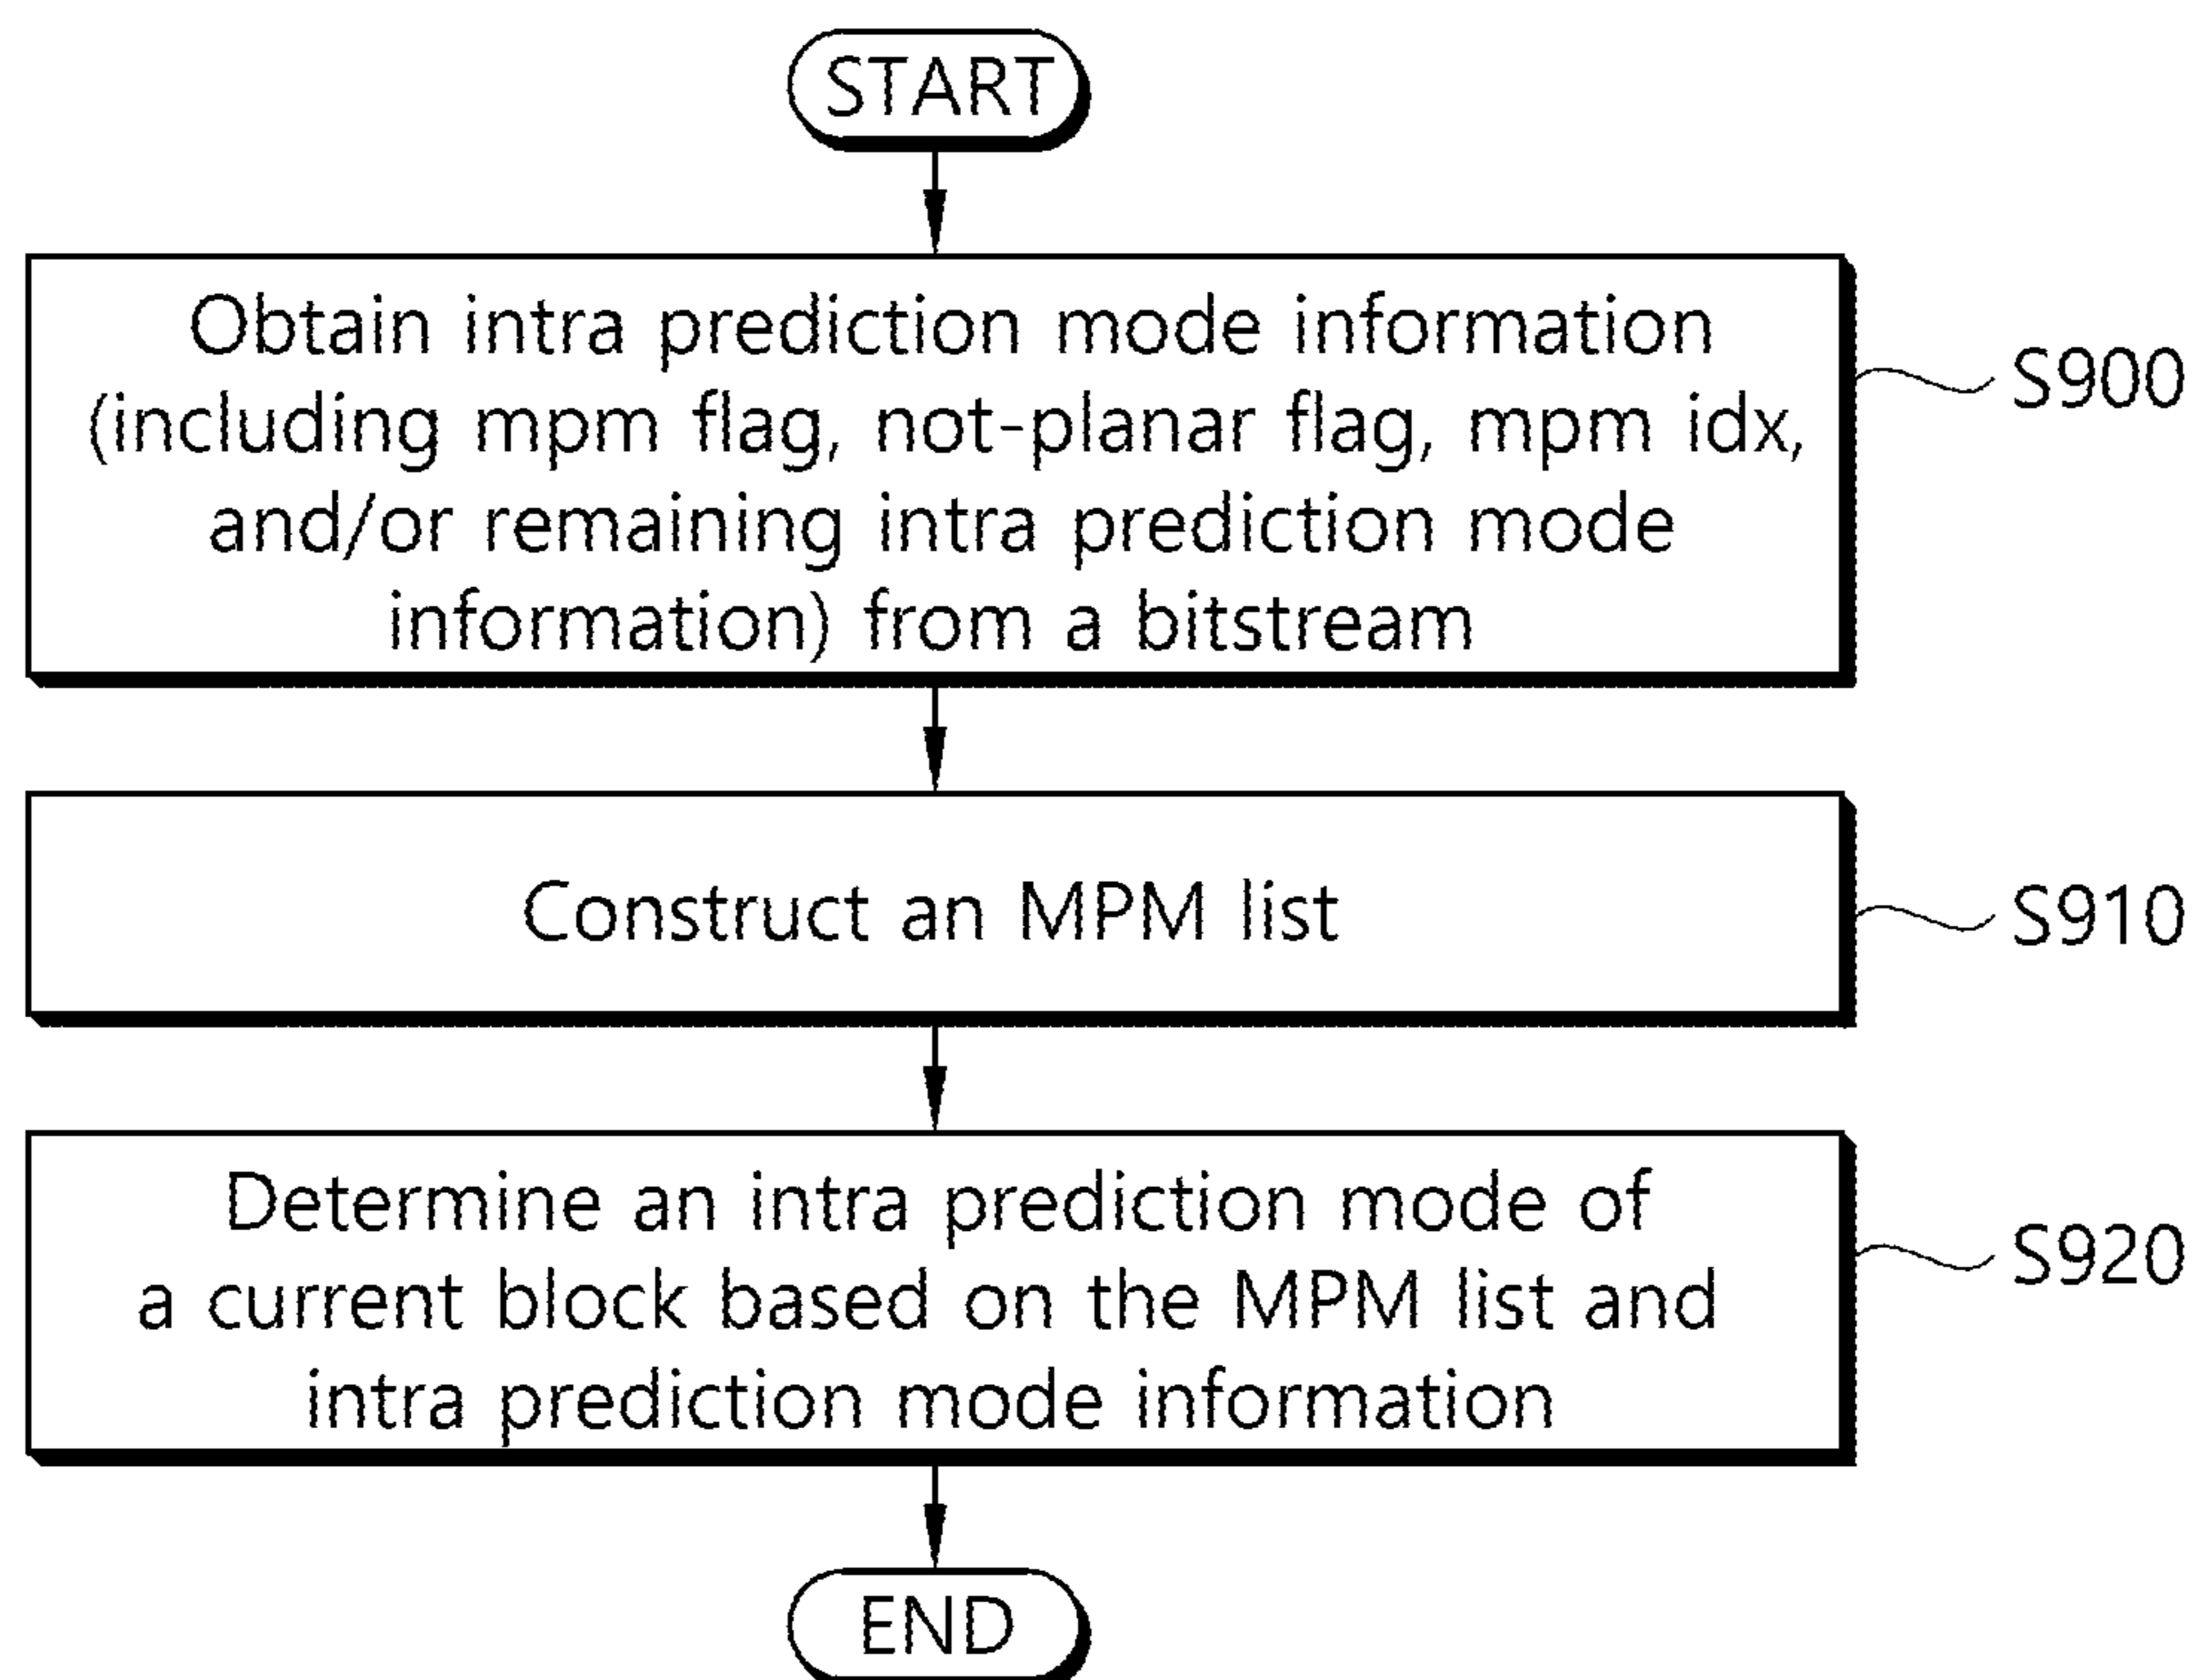 START
Obtain intra prediction mode information
(including mpm flag, not-planar flag, mpm idx,
and/or remaining intra prediction mode
information) from a bitstream
S900
Construct an MPM list
S910
Determine an intra prediction mode of
a current block based on the MPM list and
intra prediction mode information
S920
END